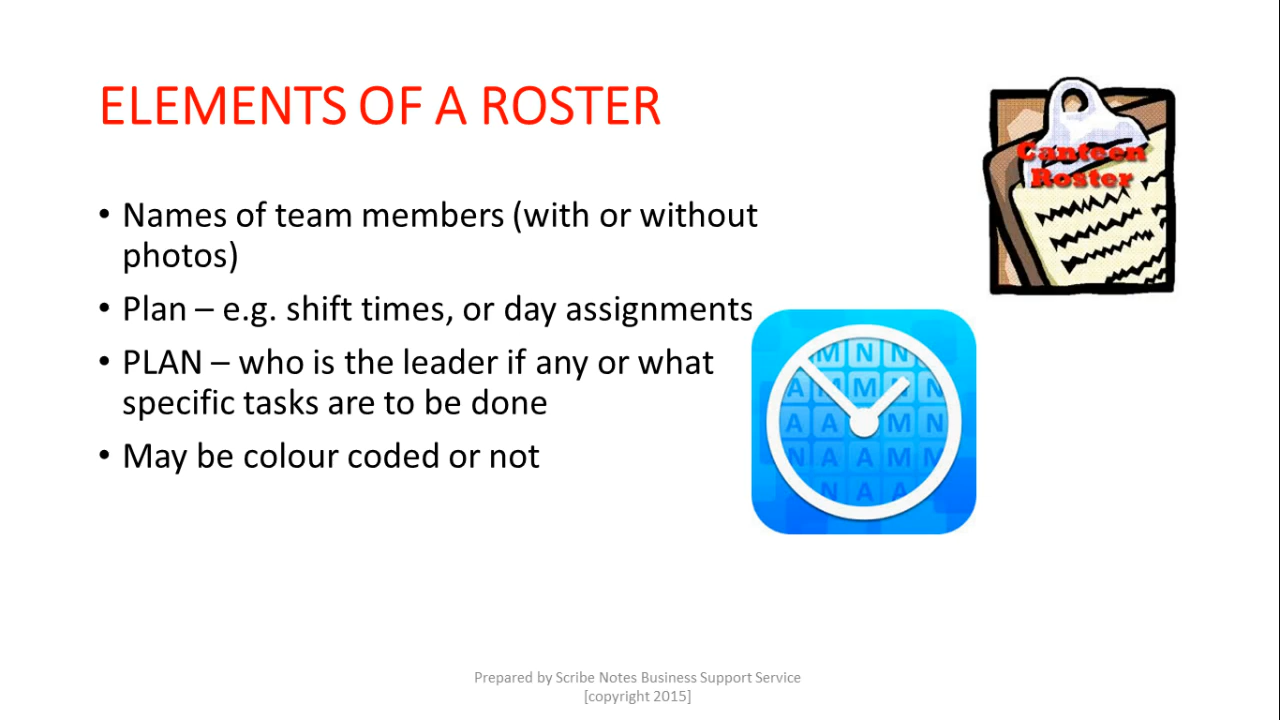 ELEMENTS OF A ROSTER
Canteen
Roster
• Names of team members (with or without
photos)
• Plan – e.g. shift times, or day assignments
• PLAN – who is the leader if any or what
specific tasks are to be done
• May be colour coded or not
M N N
A M M N N
A A M N
N A A M M
N A A
Prepared by Scribe Notes Business Support Service
[copyright 2015]